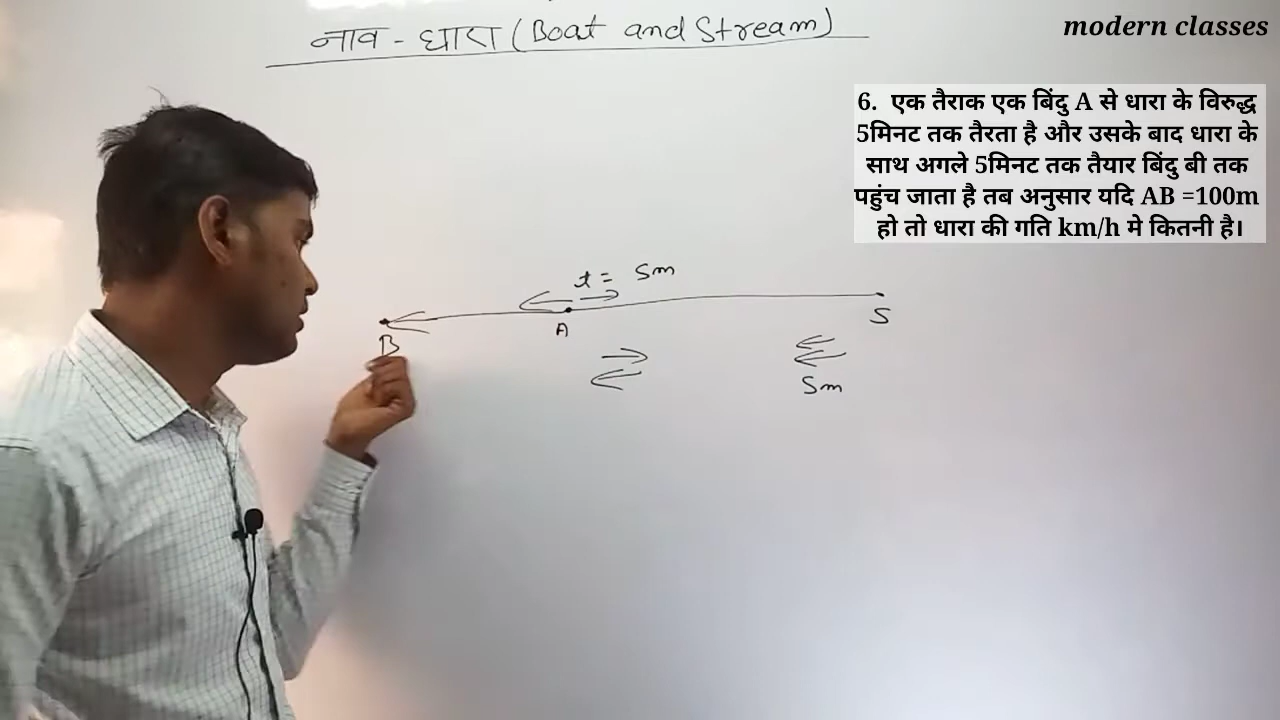 नाव - धारा (Boat and Stream)
modern classes
6. एक तैराक एक बिंदु A से धारा के विरुद्ध
5मिनट तक तैरता है और उसके बाद धारा के
साथ अगले 5मिनट तक तैयार बिंदु बी तक
पहुंच जाता है तब अनुसार यदि AB =100m
हो तो धारा की गति km/h मे कितनी है।
t = 5m
B
A
S
5m